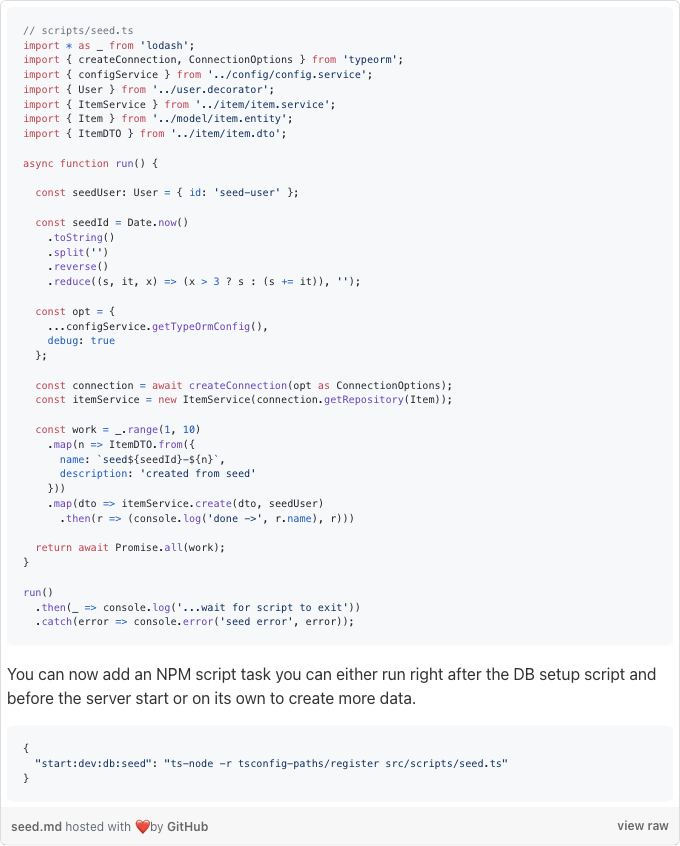 // scripts/seed.ts
import * as _ from 'lodash';
import { createConnection, ConnectionOptions } from 'typeorm';
import { configService } from '../config/config.service';
import { User } from '../user.decorator';
import { ItemService } from '../item/item.service';
import { Item } from '../model/item.entity';
import { ItemDTO } from '../item/item.dto';

async function run() {

  const seedUser: User = { id: 'seed-user' };

  const seedId = Date.now()
    .toString()
    .split('')
    .reverse()
    .reduce((s, it, x) => (x > 3 ? s : (s += it)), '');

  const opt = {
    ...configService.getTypeOrmConfig(),
    debug: true
  };

  const connection = await createConnection(opt as ConnectionOptions);
  const itemService = new ItemService(connection.getRepository(Item));

  const work = _.range(1, 10)
    .map(n => ItemDTO.from({
      name: `seed${seedId}-${n}`,
      description: 'created from seed'
    }))
    .map(dto => itemService.create(dto, seedUser)
      .then(r => (console.log('done ->', r.name), r)))

  return await Promise.all(work);
}

run()
  .then(_ => console.log('...wait for script to exit'))
  .catch(error => console.error('seed error', error));

You can now add an NPM script task you can either run right after the DB setup script and
before the server start or on its own to create more data.

{
  "start:dev:db:seed": "ts-node -r tsconfig-paths/register src/scripts/seed.ts"
}

seed.md hosted with ❤️by GitHub view raw